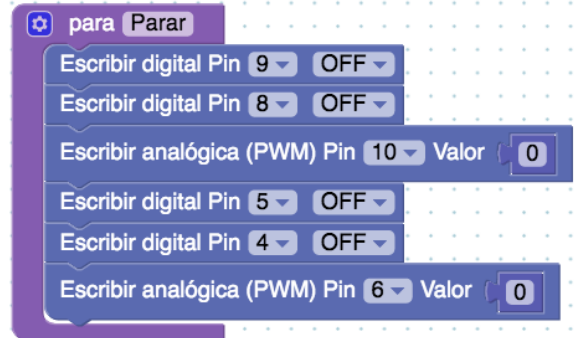 para Parar
Escribir digital Pin 9 OFF
Escribir digital Pin 8 OFF
Escribir analógica (PWM) Pin 10 Valor 0
Escribir digital Pin 5 OFF
Escribir digital Pin 4 OFF
Escribir analógica (PWM) Pin 6 Valor 0